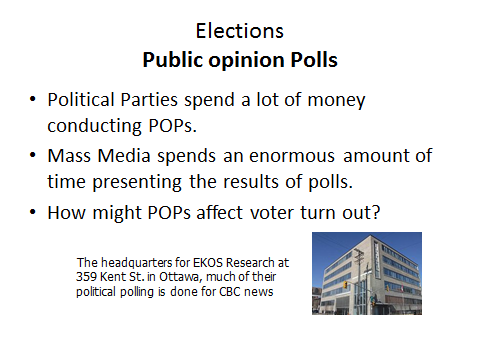 Elections
Public opinion Polls
• Political Parties spend a lot of money
conducting POPs.
• Mass Media spends an enormous amount of
time presenting the results of polls.
• How might POPs affect voter turn out?
The headquarters for EKOS Research at
359 Kent St. in Ottawa, much of their
political polling is done for CBC news